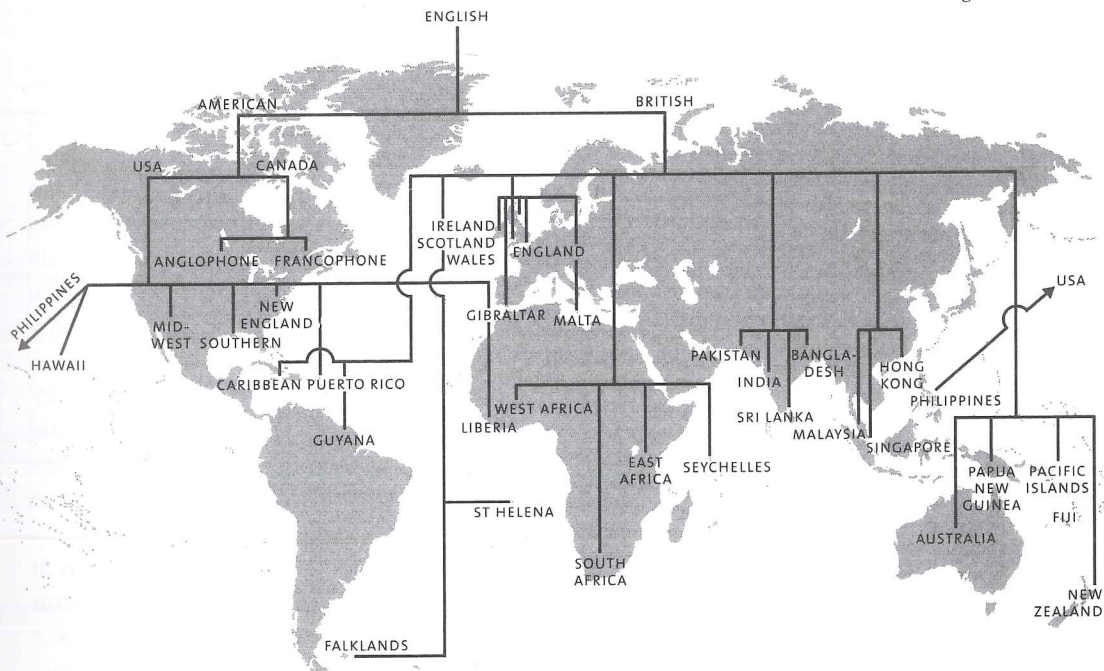 ENGLISH
AMERICAN
BRITISH
USA
CANADA
ANGLOPHONE
FRANCOPHONE
IRELAND
SCOTLAND
WALES
ENGLAND
GIBRALTAR
MALTA
PHILIPPINES
HAWAII
MID-
WEST
SOUTHERN
NEW
ENGLAND
CARIBBEAN
PUERTO RICO
GUYANA
LIBERIA
WEST AFRICA
EAST
AFRICA
SEYCHELLES
SOUTH
AFRICA
ST HELENA
FALKLANDS
PAKISTAN
INDIA
BANGLA-
DESH
SRI LANKA
MALAYSIA
SINGAPORE
HONG
KONG
PHILIPPINES
USA
AUSTRALIA
PAPUA
NEW
GUINEA
PACIFIC
ISLANDS
FIJI
NEW
ZEALAND